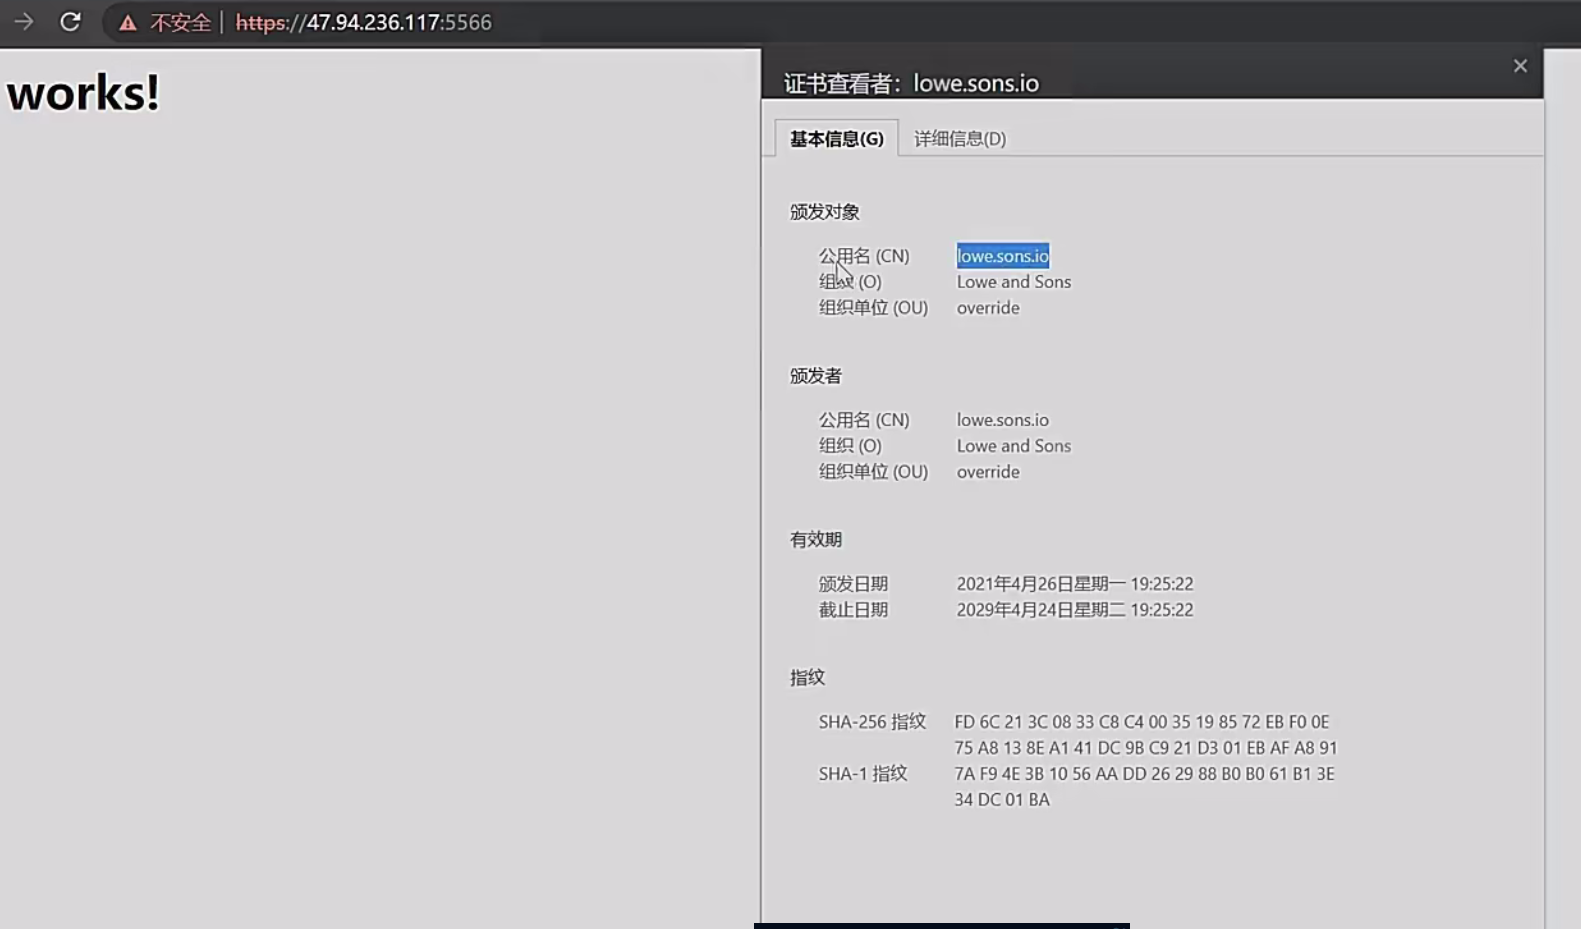 不安全 | https://47.94.236.117:5566
works!
证书查看者：lowe.sons.io
基本信息(G) 详细信息(D)
颁发对象
公用名 (CN) lowe.sons.io
组织 (O) Lowe and Sons
组织单位 (OU) override
颁发者
公用名 (CN) lowe.sons.io
组织 (O) Lowe and Sons
组织单位 (OU) override
有效期
颁发日期 2021年4月26日星期一 19:25:22
截止日期 2029年4月24日星期二 19:25:22
指纹
SHA-256 指纹 FD 6C 21 3C 08 33 C8 C4 00 35 19 85 72 EB F0 0E
75 A8 13 8E A1 41 DC 9B C9 21 D3 01 EB AF A8 91
SHA-1 指纹 7A F9 4E 3B 10 56 AA DD 26 29 88 B0 B0 61 B1 3E
34 DC 01 BA